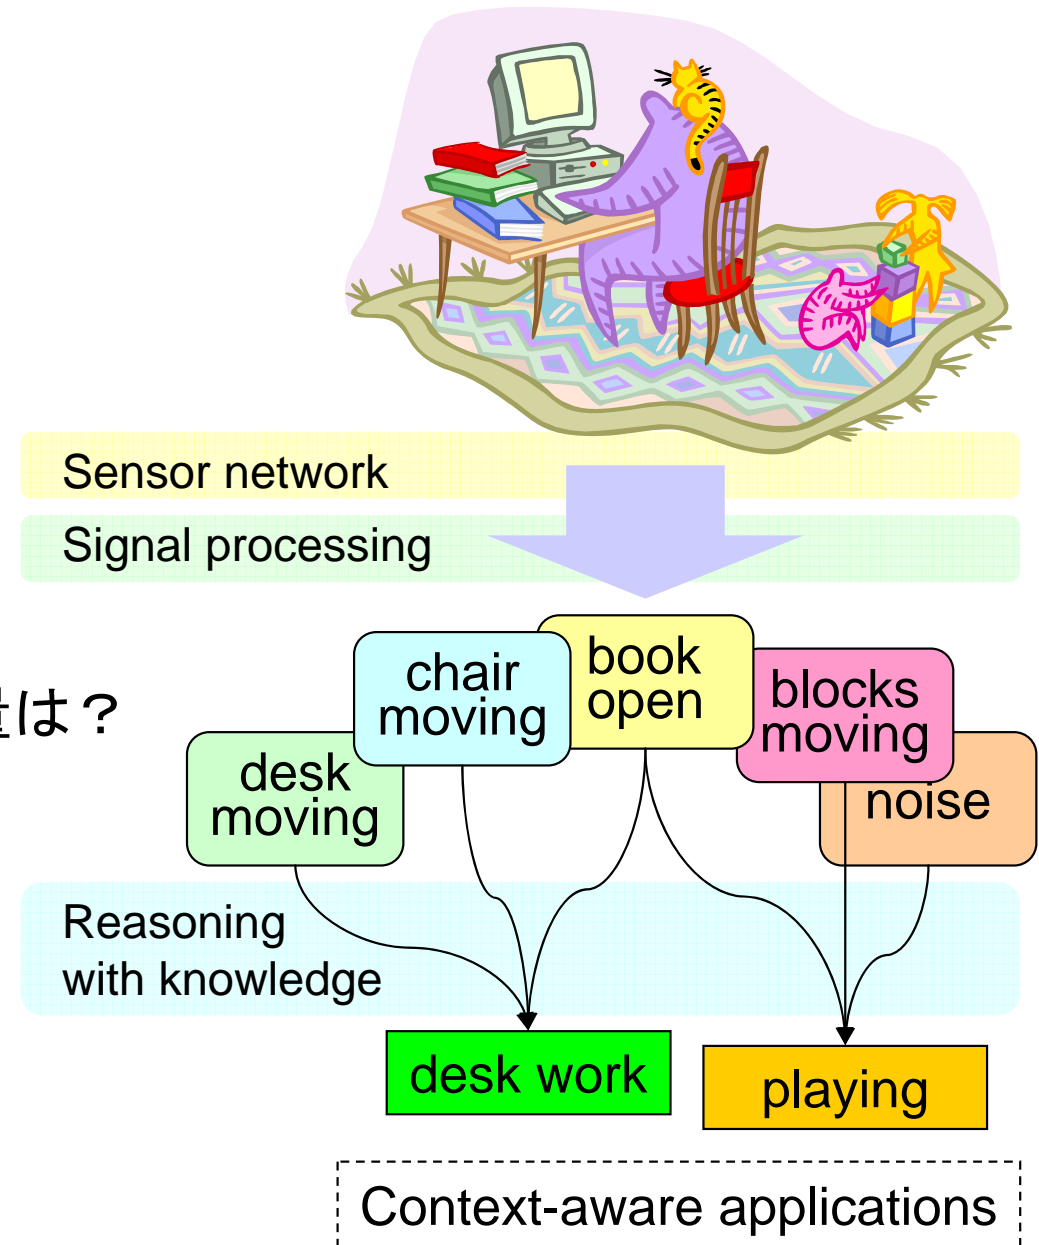 Sensor network
Signal processing
book
open
chair
moving
blocks
moving
量は？
desk
moving
noise
Reasoning
with knowledge
desk work
playing
Context-aware applications